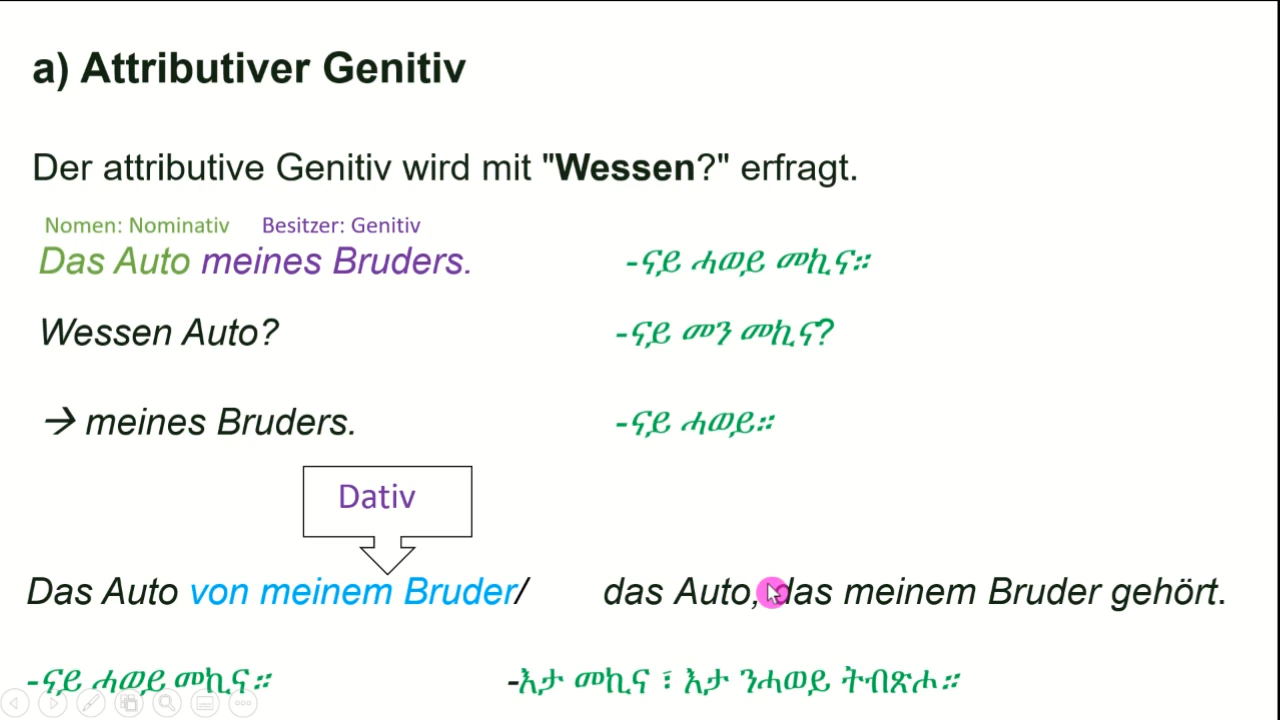 a) Attributiver Genitiv
Der attributive Genitiv wird mit "Wessen?" erfragt.
Nomen: Nominativ Besitzer: Genitiv
Das Auto meines Bruders. -ናይ ሓወይ መኪና።
Wessen Auto? -ናይ መን መኪና?
→ meines Bruders. -ናይ ሓወይ።
Dativ
Das Auto von meinem Bruder/ das Auto, das meinem Bruder gehört.
-ናይ ሓወይ መኪና። -እታ መኪና ፣ እታ ንሓወይ ትብጽሖ።